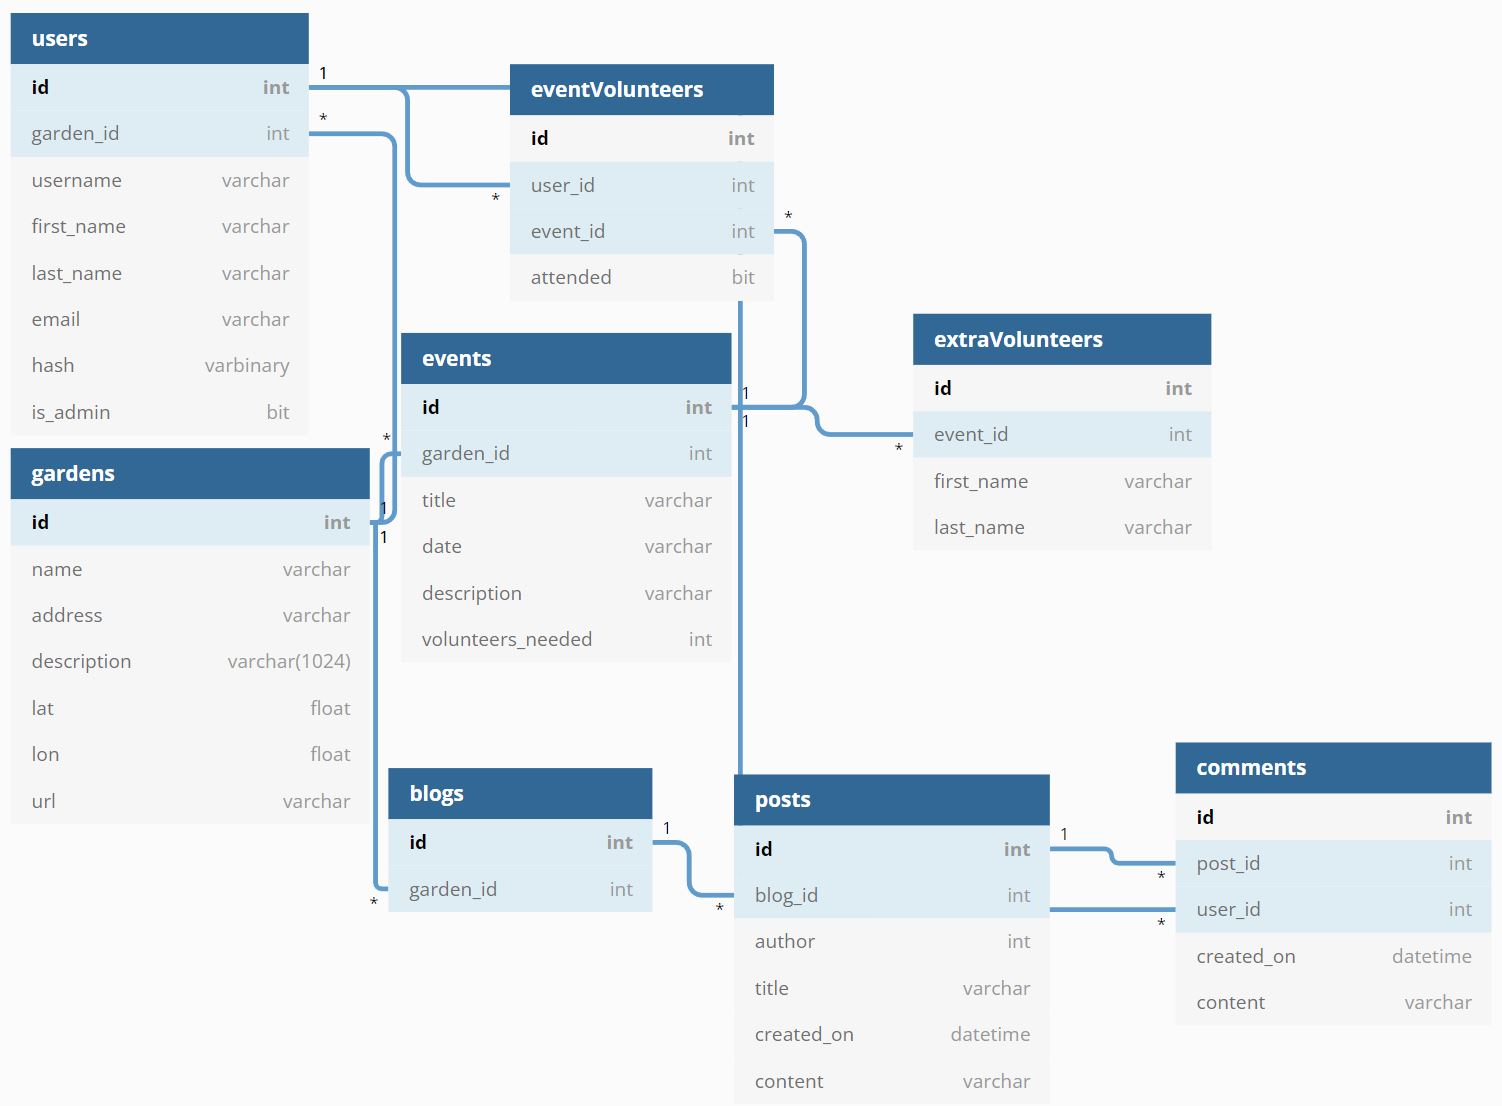 users
id int
garden_id int
username varchar
first_name varchar
last_name varchar
email varchar
hash varbinary
is_admin bit
1
*
eventVolunteers
id int
user_id int
event_id int
attended bit
*
*
events
id int
garden_id int
title varchar
date varchar
description varchar
volunteers_needed int
*
1
1
extraVolunteers
id int
event_id int
first_name varchar
last_name varchar
*
gardens
id int
name varchar
address varchar
description varchar(1024)
lat float
lon float
url varchar
1
1
blogs
id int
garden_id int
*
1
*
posts
id int
blog_id int
author int
title varchar
created_on datetime
content varchar
1
*
*
comments
id int
post_id int
user_id int
created_on datetime
content varchar